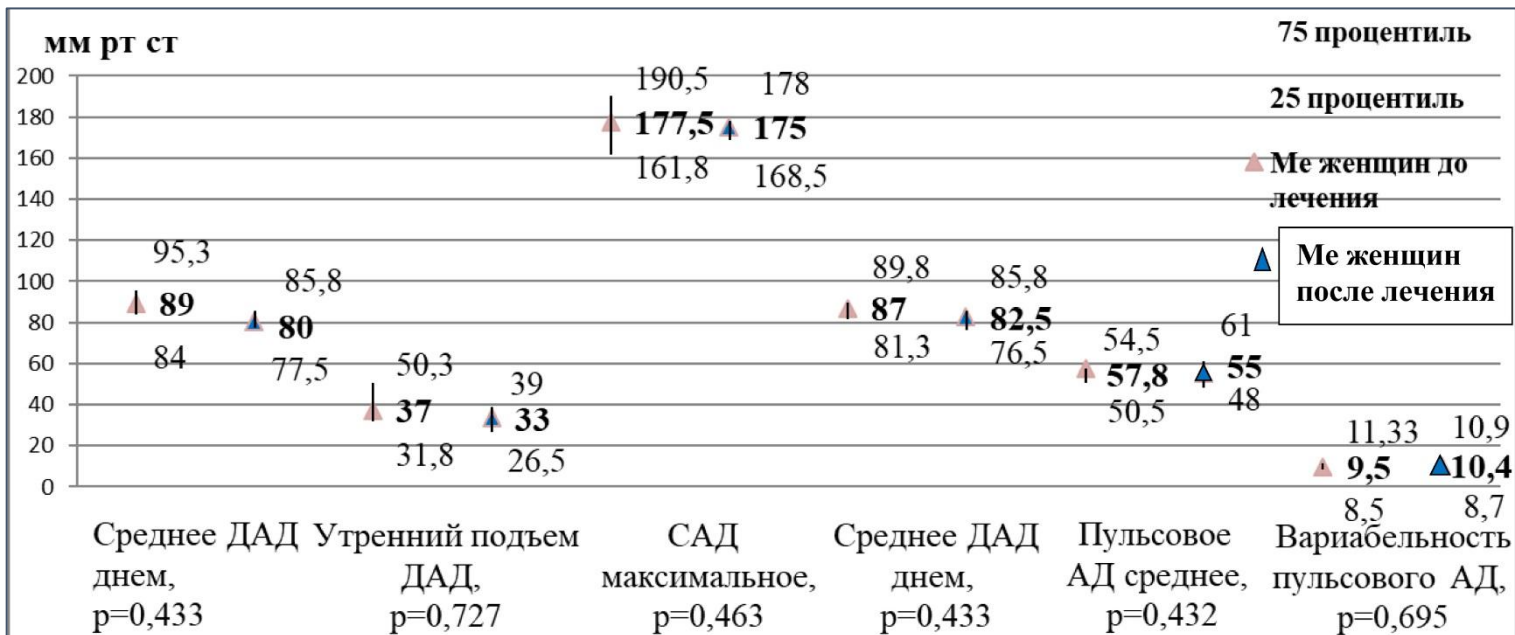 мм рт ст
75 процентиль
25 процентиль
Ме женщин до
лечения
Ме женщин
после лечения
200
180
160
140
120
100
80
60
40
20
0
95,3
89
84
85,8
80
77,5
50,3
37
31,8
39
33
26,5
190,5
177,5
161,8
178
175
168,5
89,8
87
81,3
85,8
82,5
76,5
54,5
57,8
50,5
61
55
48
11,33
9,5
8,5
10,9
10,4
8,7
Среднее ДАД
днем,
р=0,433
Утренний подъем
ДАД,
р=0,727
САД
максимальное,
р=0,463
Среднее ДАД
днем,
р=0,433
Пульсовое
АД среднее,
р=0,432
Вариабельность
пульсового АД,
р=0,695